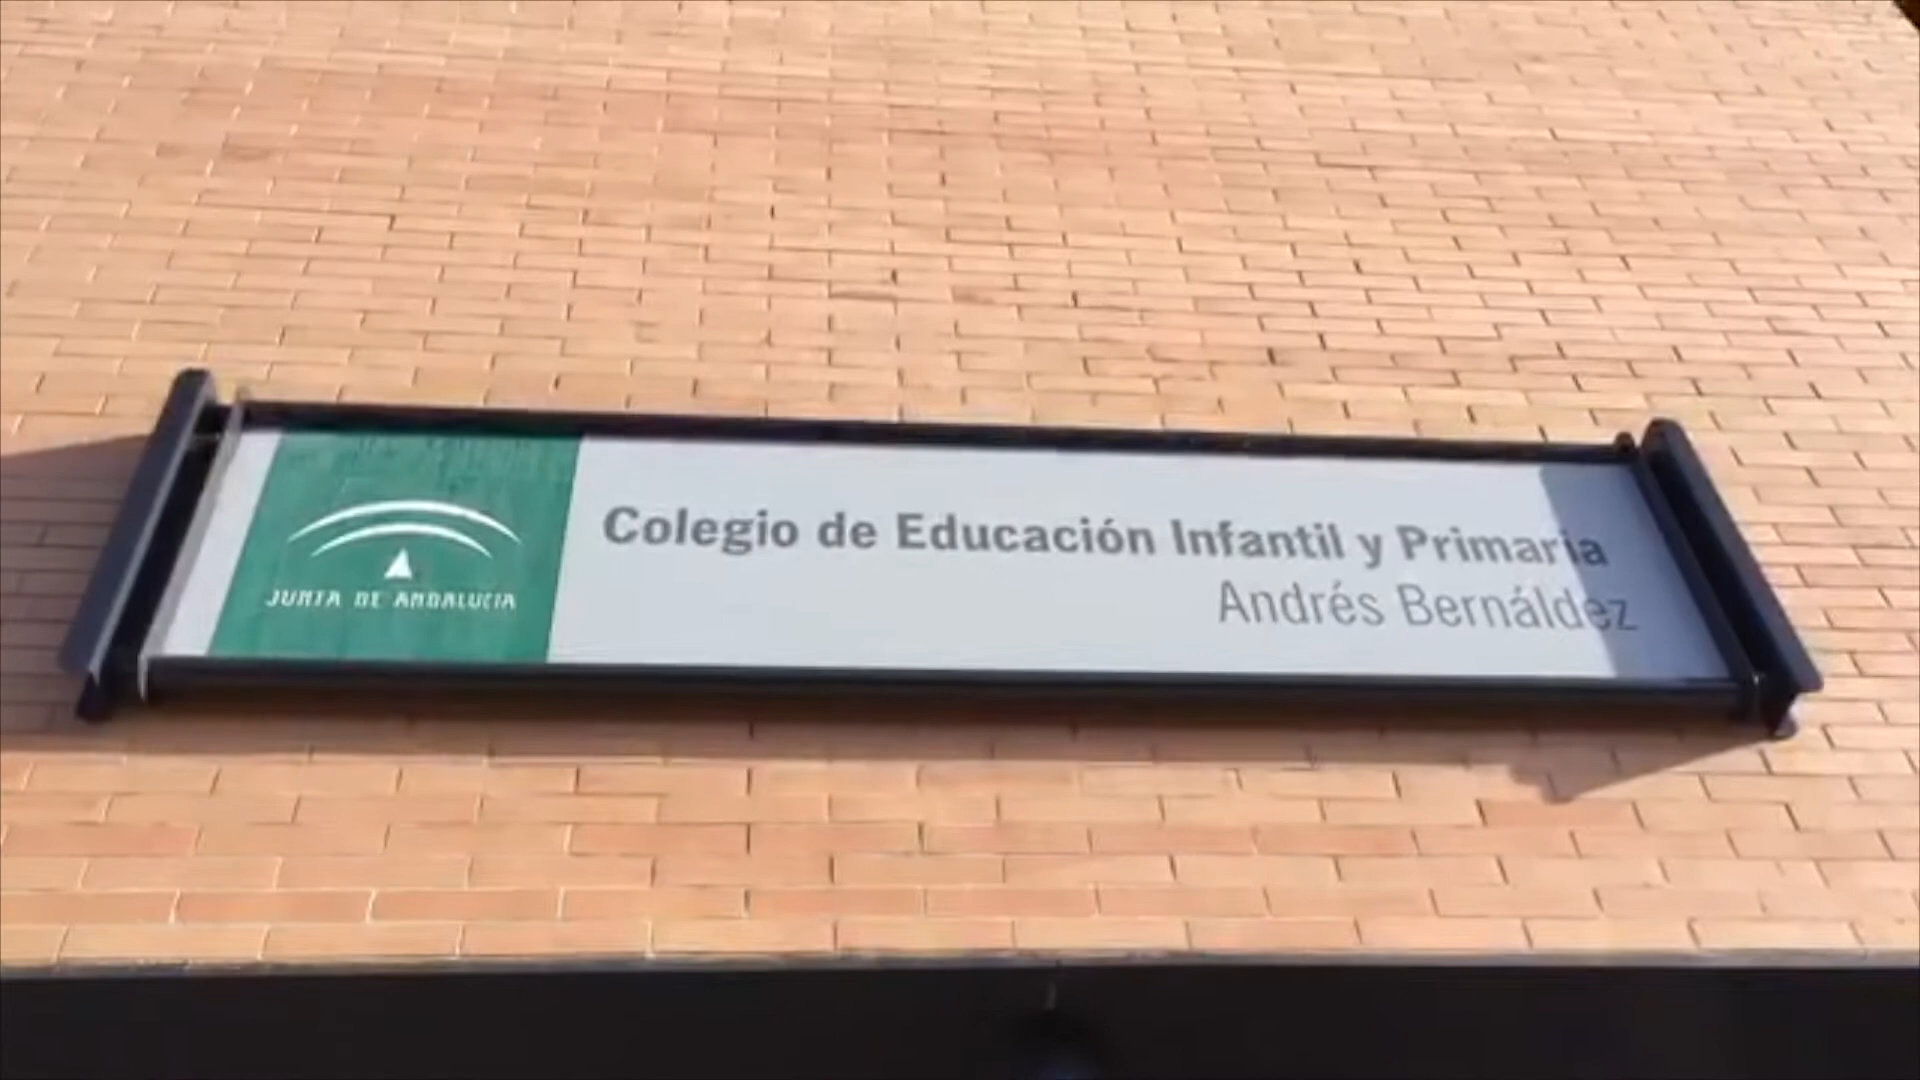 JUNTA DE ANDALUCIA
Colegio de Educación Infantil y Primaria
Andrés Bernáldez